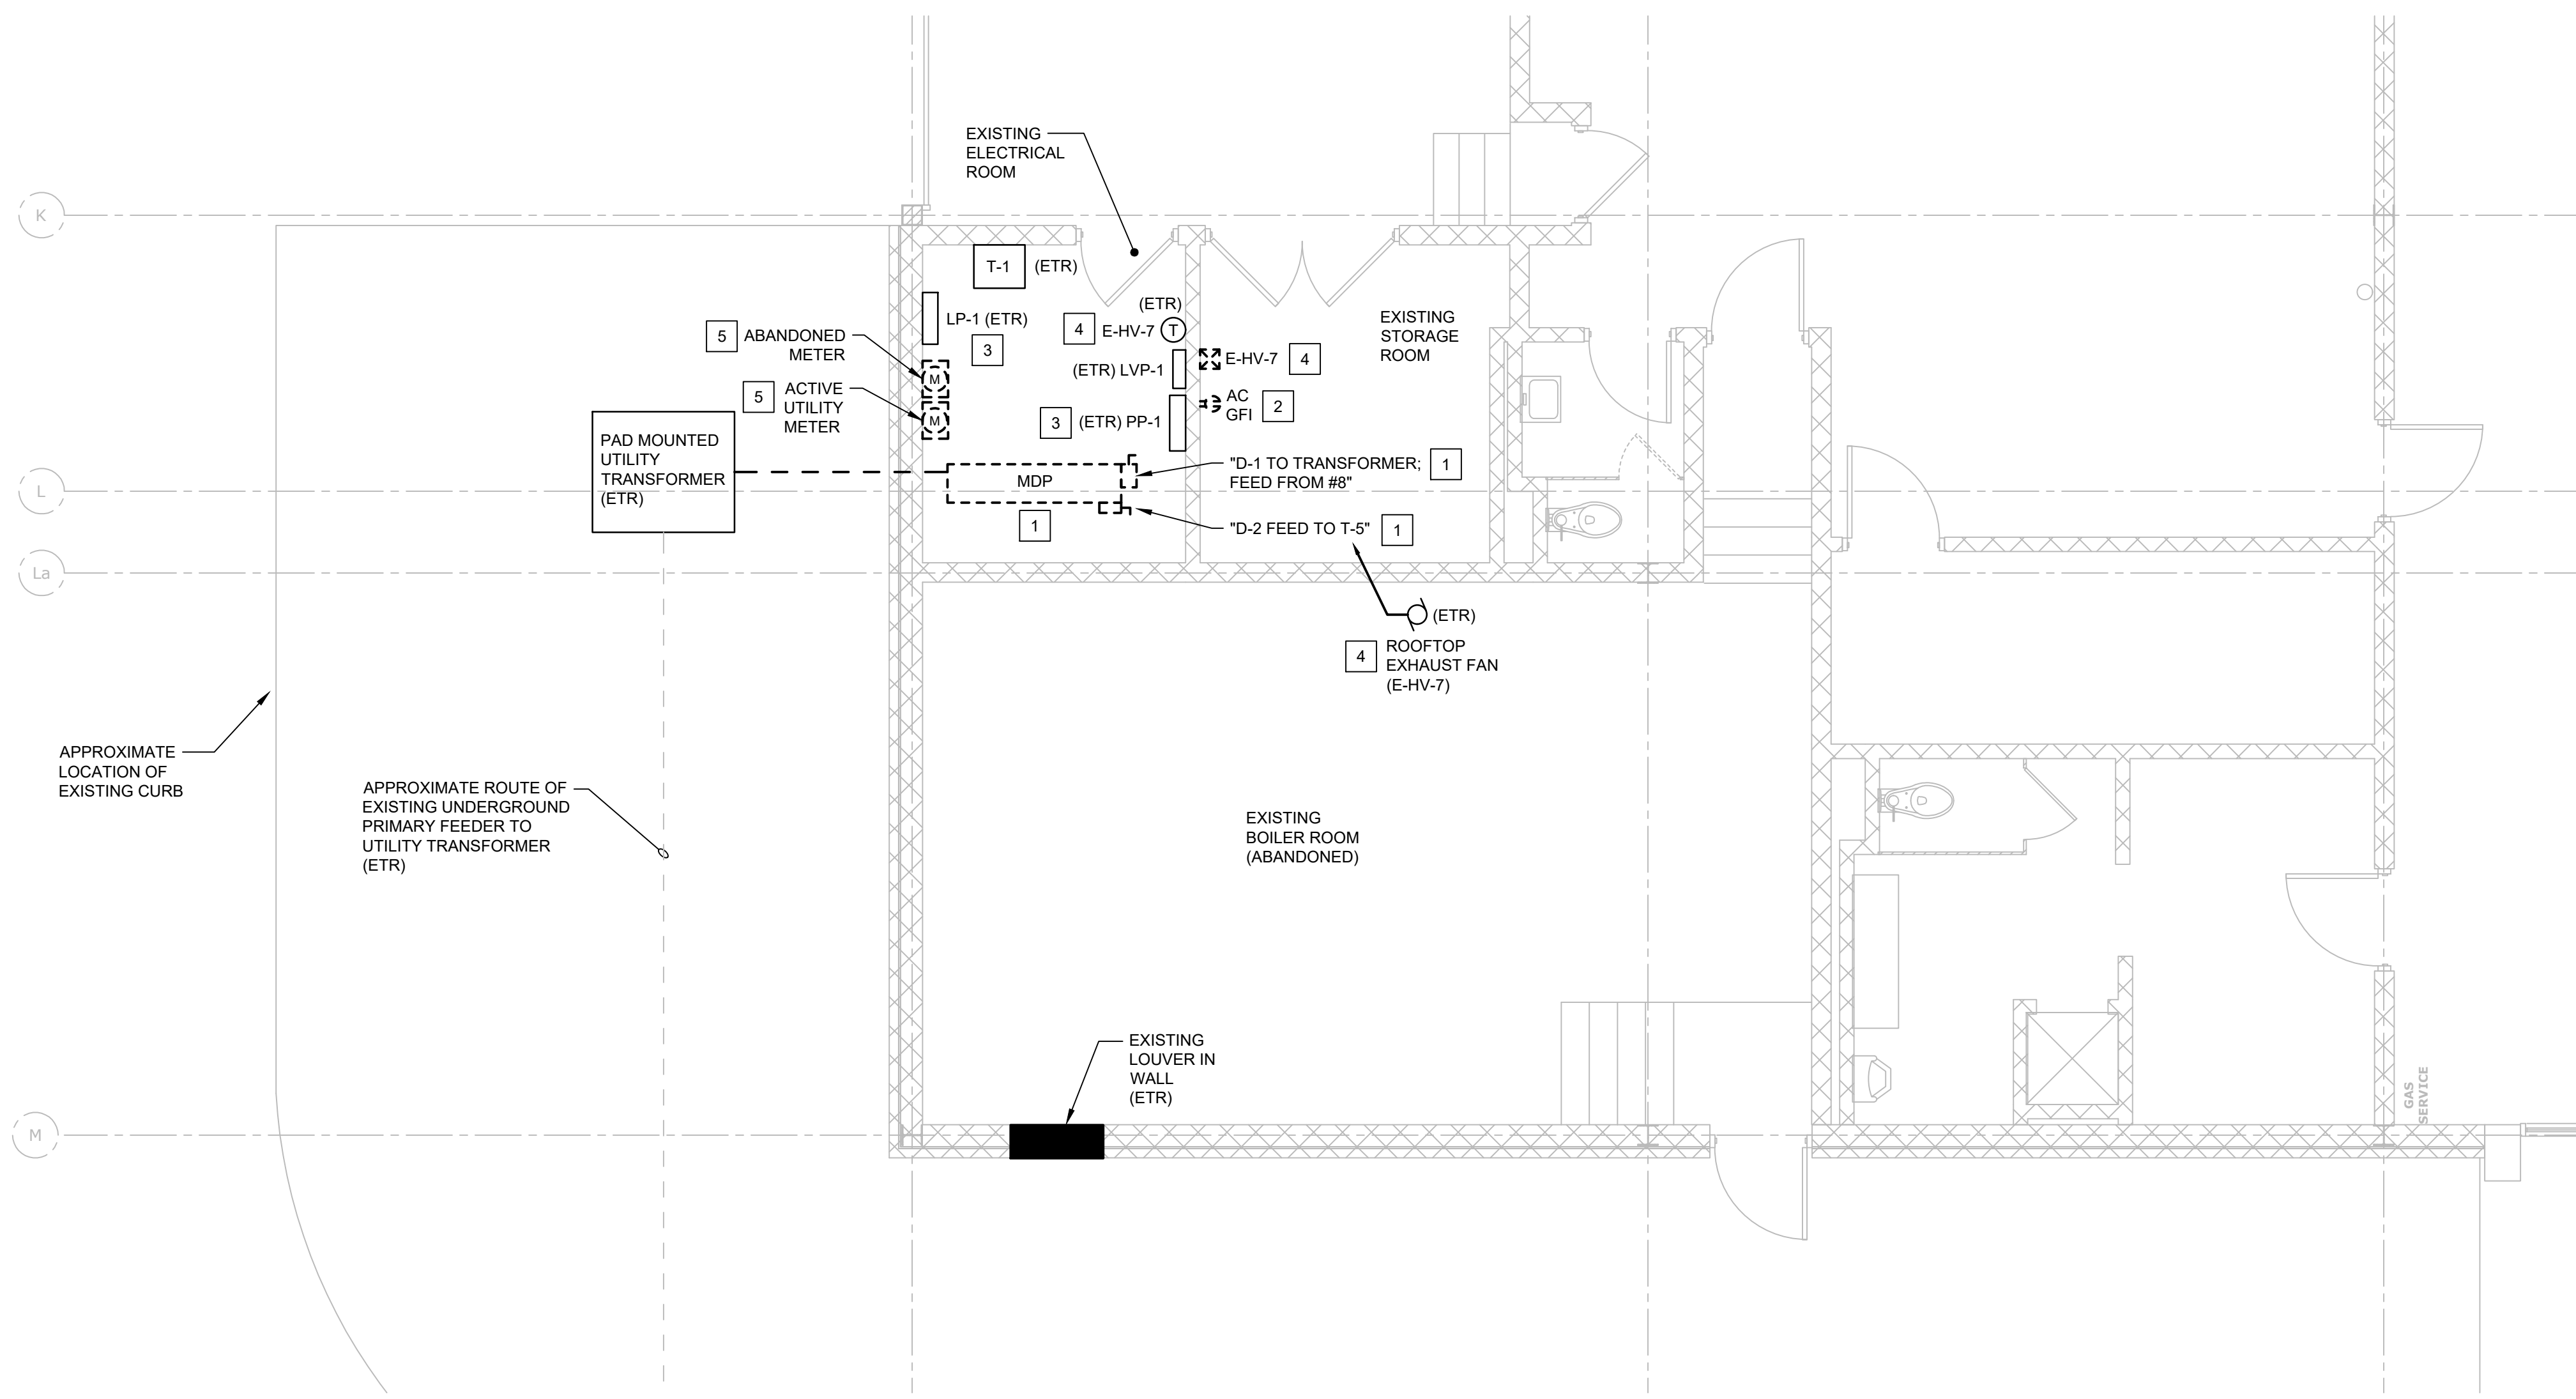 EXISTING
ELECTRICAL
ROOM
K
T-1 (ETR)
LP-1 (ETR)
3
5 ABANDONED
METER
M
5 ACTIVE
UTILITY
METER
M
(ETR)
4 E-HV-7 T
(ETR) LVP-1
3 (ETR) PP-1
E-HV-7 4
AC
GFI 2
EXISTING
STORAGE
ROOM
PAD MOUNTED
UTILITY
TRANSFORMER
(ETR)
MDP
1
"D-1 TO TRANSFORMER; 1
FEED FROM #8"
"D-2 FEED TO T-5" 1
L
La
(ETR)
4 ROOFTOP
EXHAUST FAN
(E-HV-7)
APPROXIMATE
LOCATION OF
EXISTING CURB
APPROXIMATE ROUTE OF
EXISTING UNDERGROUND
PRIMARY FEEDER TO
UTILITY TRANSFORMER
(ETR)
EXISTING
BOILER ROOM
(ABANDONED)
EXISTING
LOUVER IN
WALL
(ETR)
GAS
SERVICE
M